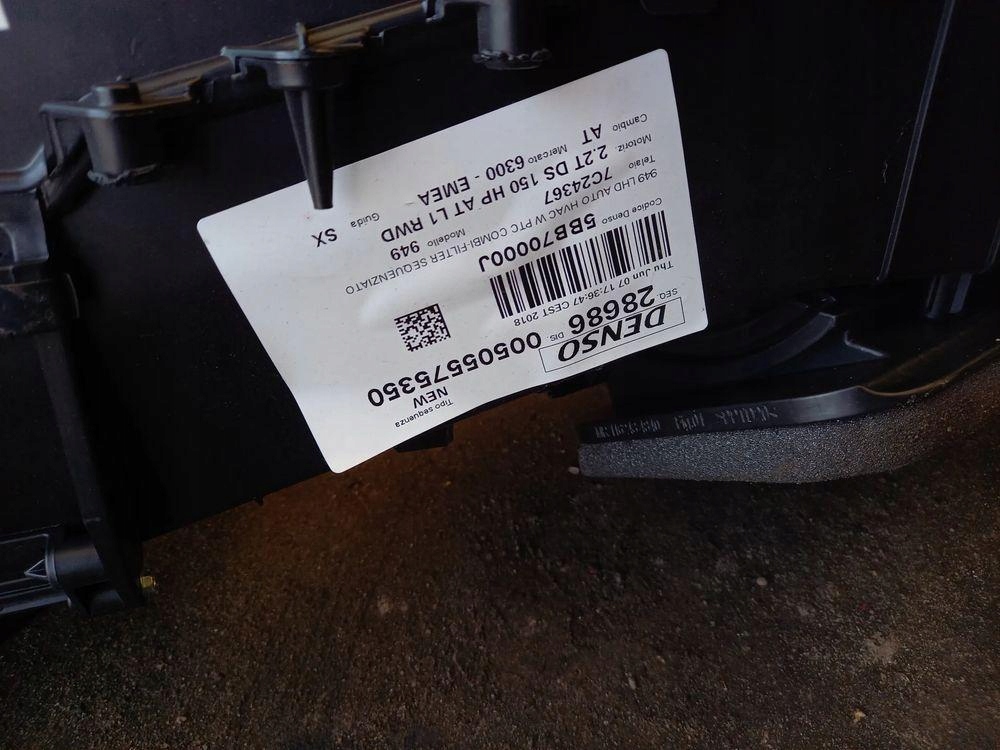 Tipo sequenza
NEW
DENSO
SEQ. 28686 DIS. 00505575350
Thu Jun 07 17:36:47 CEST 2018
Codice Denso 5BB70000J
949 LHD AUTO HVAC W PTC COMBI-FILTER SEQUENZIATO
Telaio 7C24367 Modello 949
Motoriz 2.2T DS 150 HP AT L1 RWD
Cambio AT Mercato 6300 - EMEA Guida SX